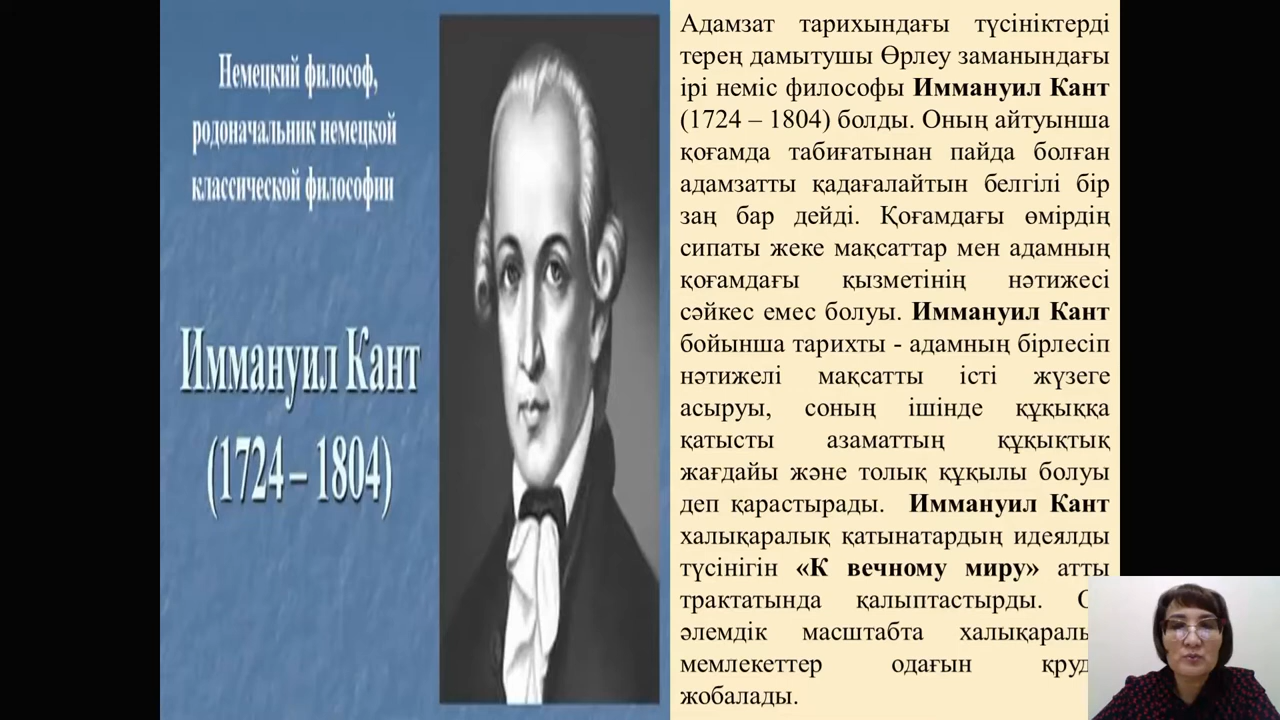 Немецкий философ,
родоначальник немецкой
классической философии
Иммануил Кант
(1724 – 1804)
Адамзат тарихындағы түсініктерді
терең дамытушы Өрлеу заманындағы
ірі неміс философы Иммануил Кант
(1724 – 1804) болды. Оның айтуынша
қоғамда табиғатынан пайда болған
адамзатты қадағалайтын белгілі бір
заң бар дейді. Қоғамдағы өмірдің
сипаты жеке мақсаттар мен адамның
қоғамдағы қызметінің нәтижесі
сәйкес емес болуы. Иммануил Кант
бойынша тарихты - адамның бірлесіп
нәтижелі мақсатты істі жүзеге
асыруы, соның ішінде құқыққа
қатысты азаматтың құқықтық
жағдайы және толық құқылы болуы
деп қарастырады. Иммануил Кант
халықаралық қатынатардың идеялды
түсінігін «К вечному миру» атты
трактатында қалыптастырды.
әлемдік масштабта
мемлекеттер одағын
жобалады.